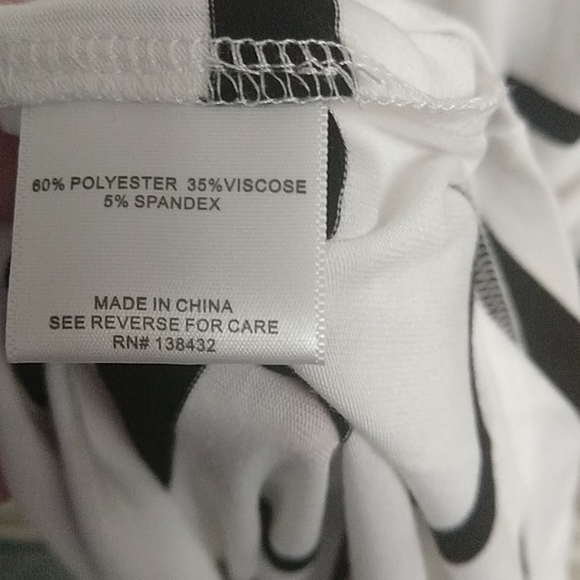 60% POLYESTER 35%VISCOSE
5% SPANDEX
MADE IN CHINA
SEE REVERSE FOR CARE
RN# 138432